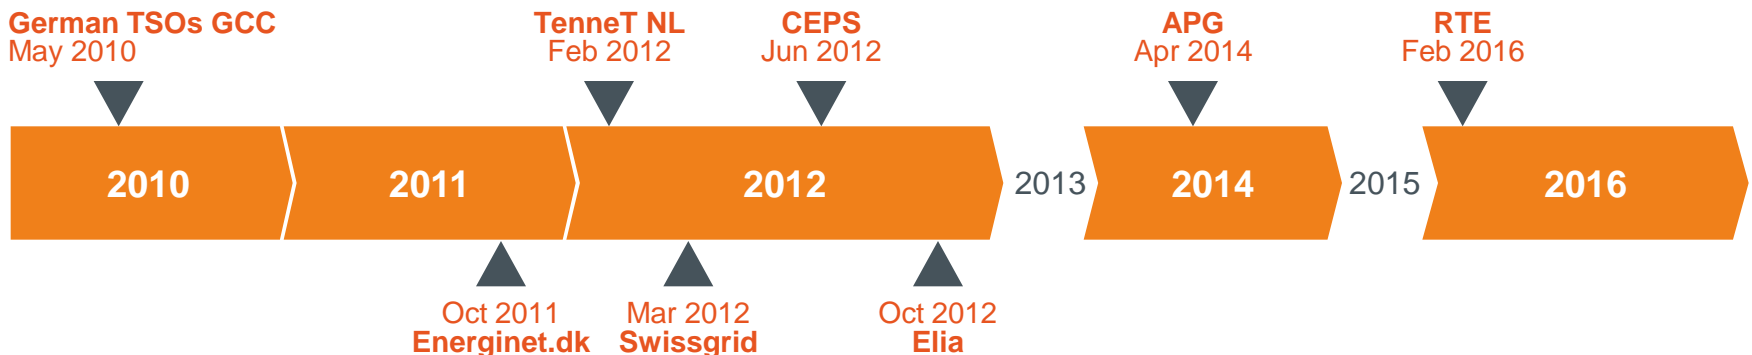 German TSOs GCC
May 2010
TenneT NL
Feb 2012
CEPS
Jun 2012
APG
Apr 2014
RTE
Feb 2016
2010
2011
2012
2013
2014
2015
2016
Oct 2011
Energinet.dk
Mar 2012
Swissgrid
Oct 2012
Elia